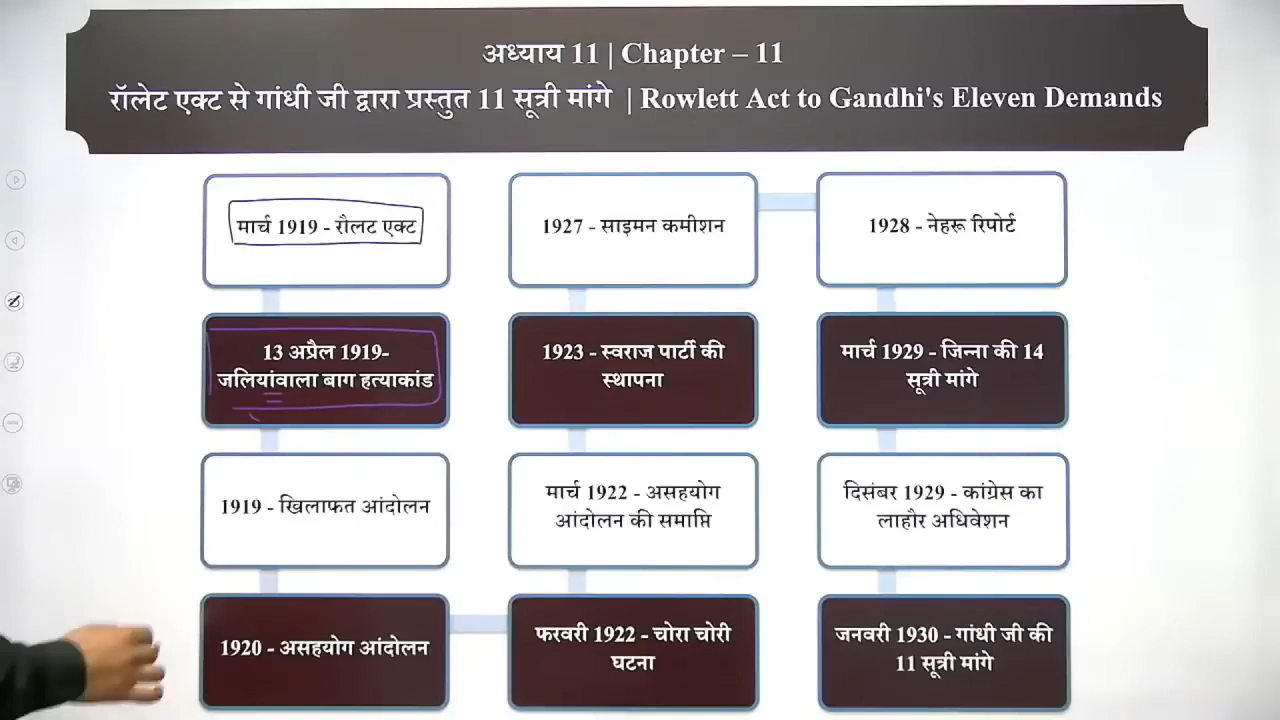 अध्याय 11 | Chapter – 11
रॉलेट एक्ट से गांधी जी द्वारा प्रस्तुत 11 सूत्री मांगे | Rowlett Act to Gandhi's Eleven Demands
मार्च 1919 - रौलट एक्ट
13 अप्रैल 1919-
जलियांवाला बाग हत्याकांड
1919 - खिलाफत आंदोलन
1920 - असहयोग आंदोलन
फरवरी 1922 - चोरा चोरी
घटना
मार्च 1922 - असहयोग
आंदोलन की समाप्ति
1923 - स्वराज पार्टी की
स्थापना
1927 - साइमन कमीशन
1928 - नेहरू रिपोर्ट
मार्च 1929 - जिन्ना की 14
सूत्री मांगे
दिसंबर 1929 - कांग्रेस का
लाहौर अधिवेशन
जनवरी 1930 - गांधी जी की
11 सूत्री मांगे